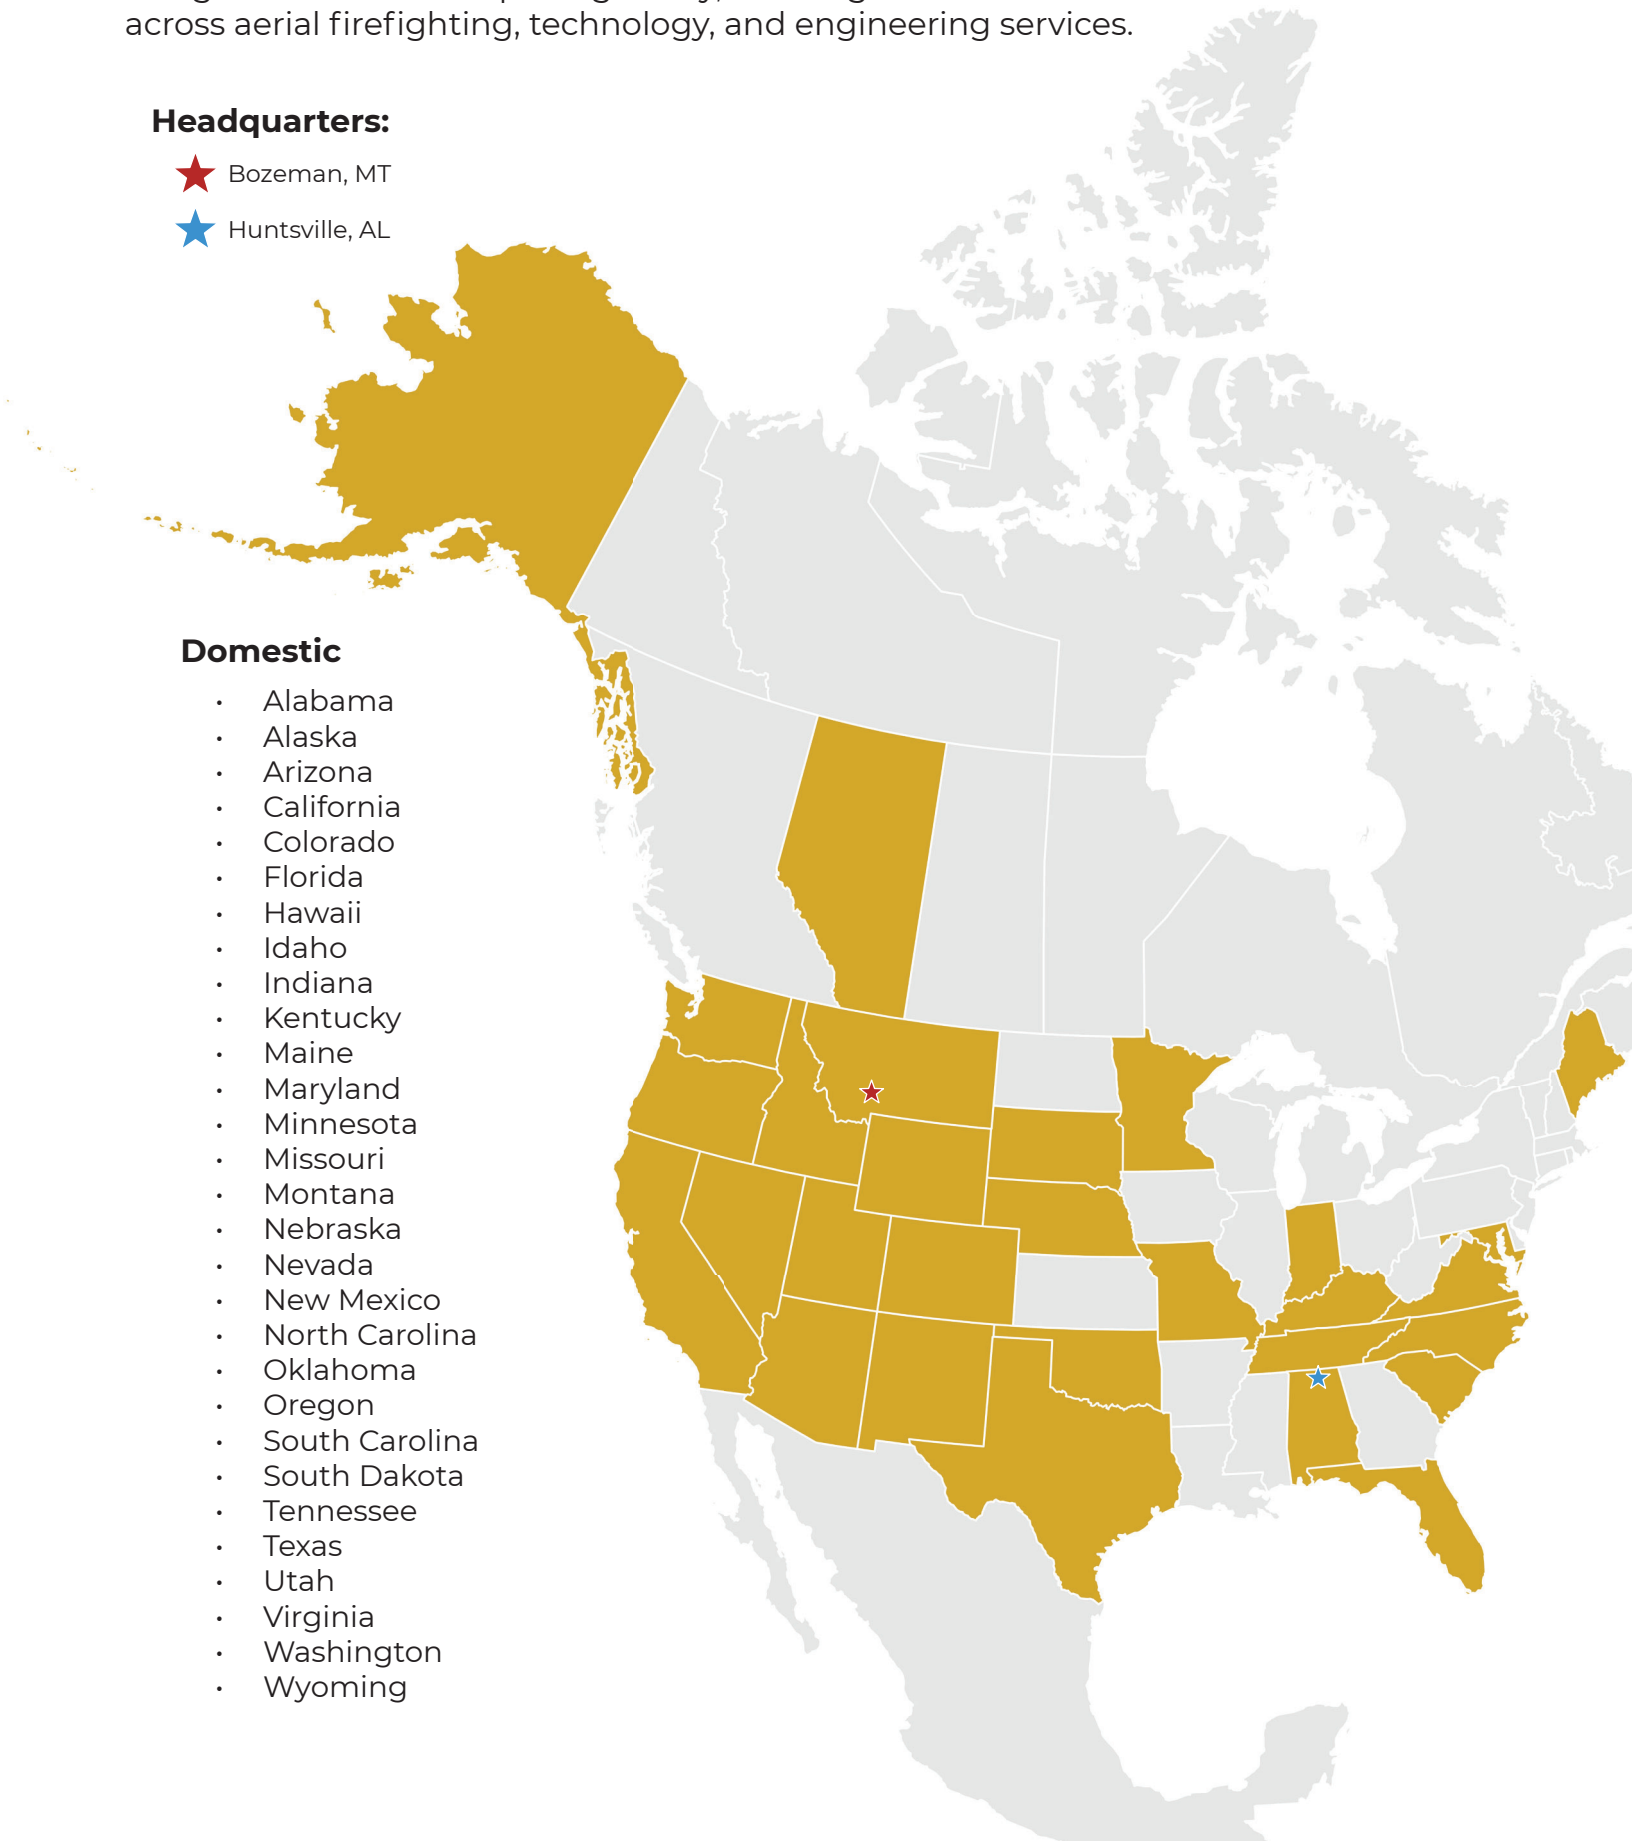 across aerial firefighting, technology, and engineering services.
Headquarters:
Bozeman, MT
Huntsville, AL
Domestic
• Alabama
• Alaska
• Arizona
• California
• Colorado
• Florida
• Hawaii
• Idaho
• Indiana
• Kentucky
• Maine
• Maryland
• Minnesota
• Missouri
• Montana
• Nebraska
• Nevada
• New Mexico
• North Carolina
• Oklahoma
• Oregon
• South Carolina
• South Dakota
• Tennessee
• Texas
• Utah
• Virginia
• Washington
• Wyoming